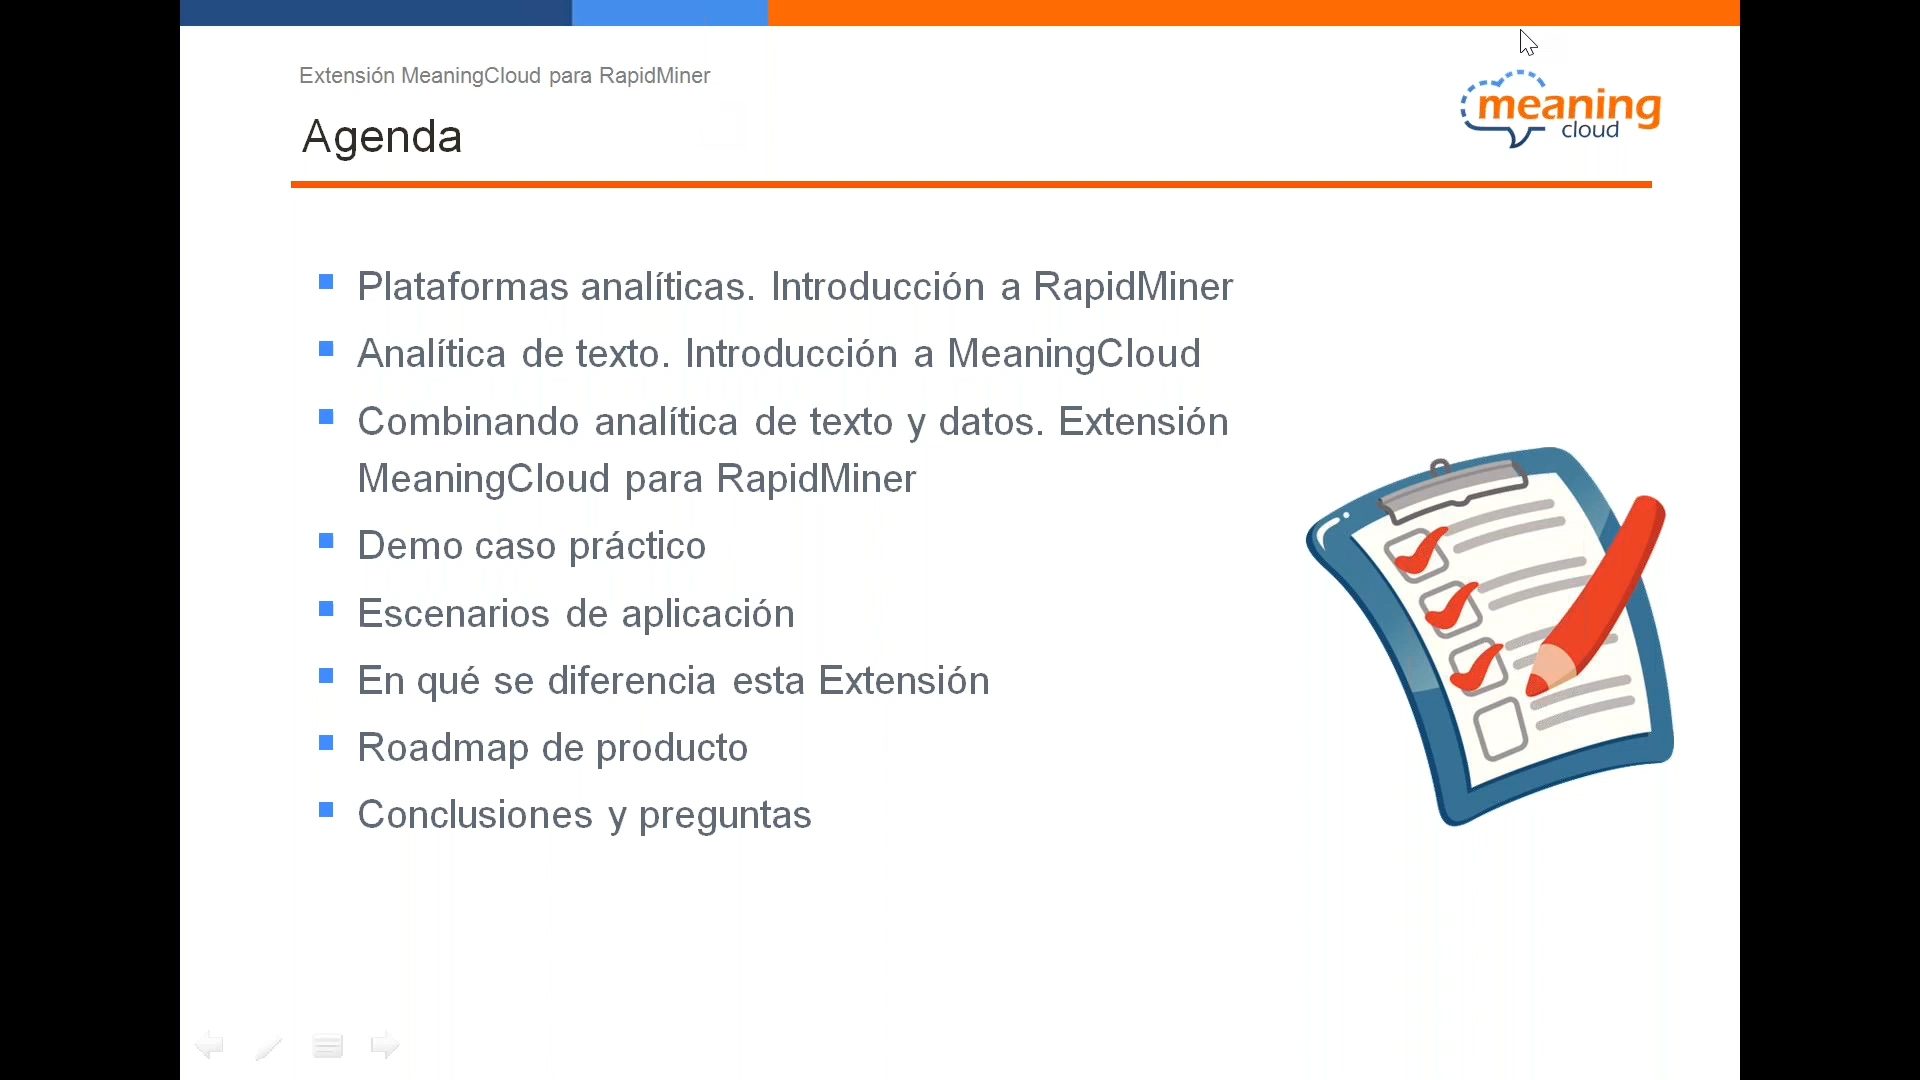 Extensión MeaningCloud para RapidMiner
Agenda
meaning
cloud
Plataformas analíticas. Introducción a RapidMiner
Analítica de texto. Introducción a MeaningCloud
Combinando analítica de texto y datos. Extensión
MeaningCloud para RapidMiner
Demo caso práctico
Escenarios de aplicación
En qué se diferencia esta Extensión
Roadmap de producto
Conclusiones y preguntas